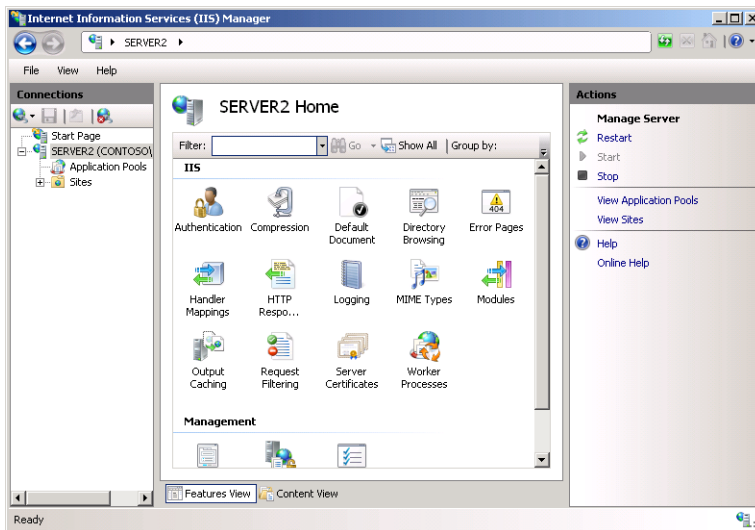 Internet Information Services (IIS) Manager
SERVER2
File View Help
Connections
Start Page
SERVER2 (CONTOSO\
Application Pools
Sites
SERVER2 Home
Filter: Go Show All Group by:
IIS
Authentication Compression Default Document Directory Browsing Error Pages
404
Handler Mappings HTTP Respo... Logging MIME Types Modules
Output Caching Request Filtering Server Certificates Worker Processes
Management
Features View Content View
Actions
Manage Server
Restart
Start
Stop
View Application Pools
View Sites
Help
Online Help
Ready